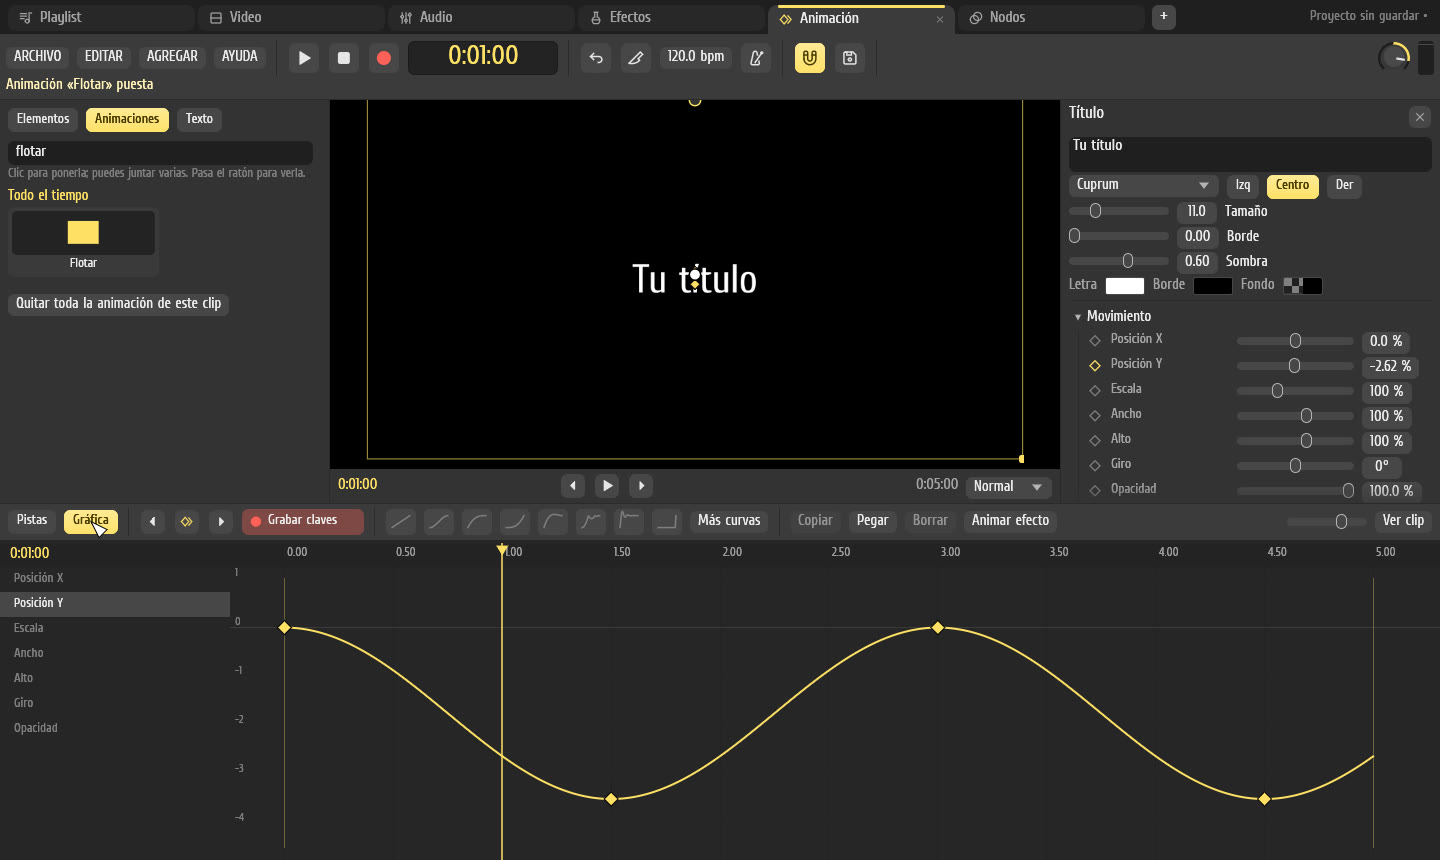 Playlist
Video
Audio
Efectos
Animación
Nodos
+
Proyecto sin guardar •
ARCHIVO
EDITAR
AGREGAR
AYUDA
0:01:00
120.0 bpm
Animación «Flotar» puesta
Elementos
Animaciones
Texto
flotar
Clic para ponerla; puedes juntar varias. Pasa el ratón para verla.
Todo el tiempo
Flotar
Quitar toda la animación de este clip
Tu título
0:01:00
0:05:00
Normal
Título
Tu título
Cuprum
Izq
Centro
Der
11.0 Tamaño
0.00 Borde
0.60 Sombra
Letra
Borde
Fondo
Movimiento
Posición X 0.0 %
Posición Y -2.62 %
Escala 100 %
Ancho 100 %
Alto 100 %
Giro 0°
Opacidad 100.0 %
Pistas
Gráfica
Grabar claves
Más curvas
Copiar
Pegar
Borrar
Animar efecto
Ver clip
0:01:00
0.00 0.50 1.00 1.50 2.00 2.50 3.00 3.50 4.00 4.50 5.00
Posición X
Posición Y
Escala
Ancho
Alto
Giro
Opacidad
1
0
-1
-2
-3
-4